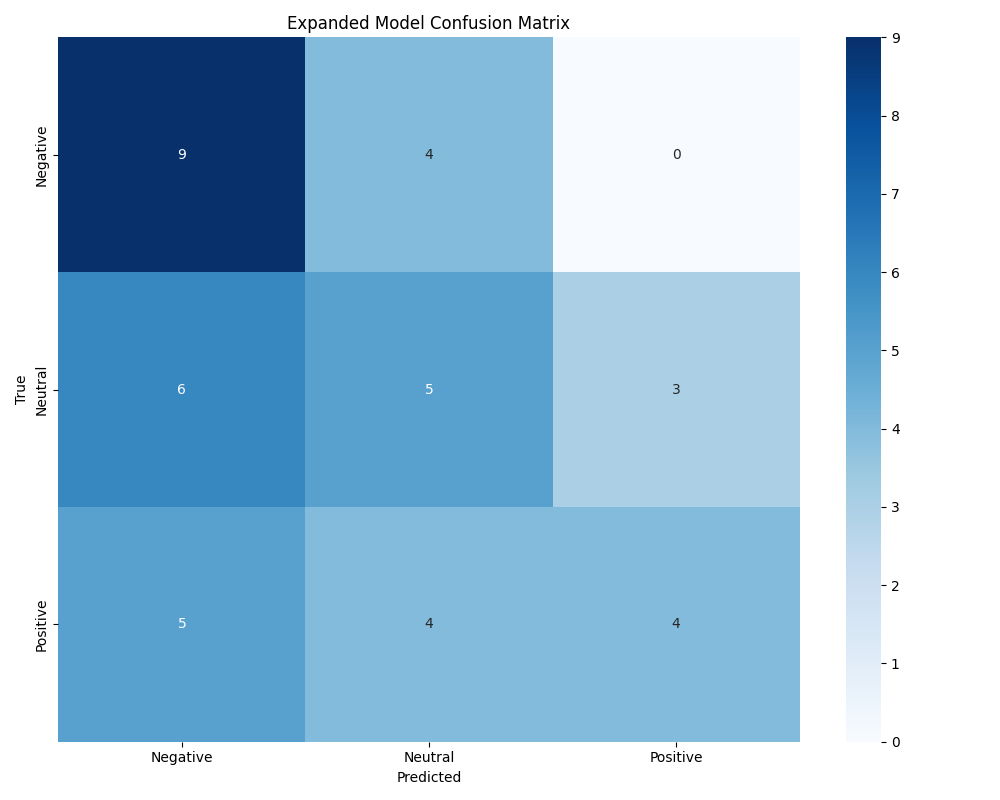 Expanded Model Confusion Matrix
True
Negative
9 4 0
Neutral
6 5 3
Positive
5 4 4
Negative Neutral Positive
Predicted
9
8
7
6
5
4
3
2
1
0